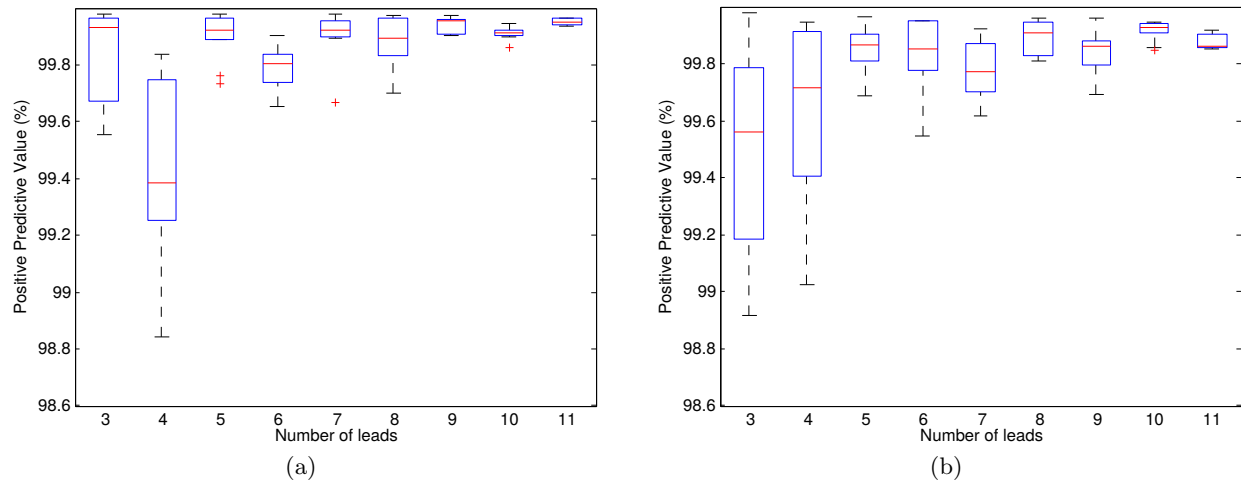 Positive Predictive Value (%)
99.8
99.6
99.4
99.2
99
98.8
98.6
3 4 5 6 7 8 9 10 11
Number of leads
(a)
Positive Predictive Value (%)
99.8
99.6
99.4
99.2
99
98.8
98.6
3 4 5 6 7 8 9 10 11
Number of leads
(b)